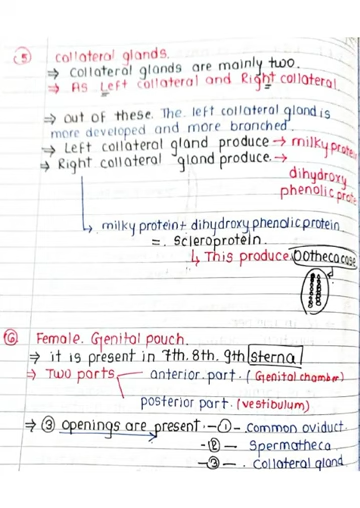 ⑤ Collateral glands.
⇒ Collateral glands are mainly two.
⇒ As Left collateral and Right collateral.
⇒ Out of these. The left collateral gland is
more developed and more branched.
⇒ Left collateral gland produce → milky prote
⇒ Right collateral gland produce →
dihydroxy
phenolic prote
↳ milky protein + dihydroxy phenolic protein
= scleroprotein.
↳ This produce ootheca case
⑥ Female. Genital pouch.
⇒ it is present in 7th. 8th. 9th sterna
⇒ Two parts anterior. part. (Genital chamber)
posterior part. (vestibulum)
⇒ ③ openings are present - ① - Common oviduct.
- ② - Spermatheca.
- ③ - Collateral gland